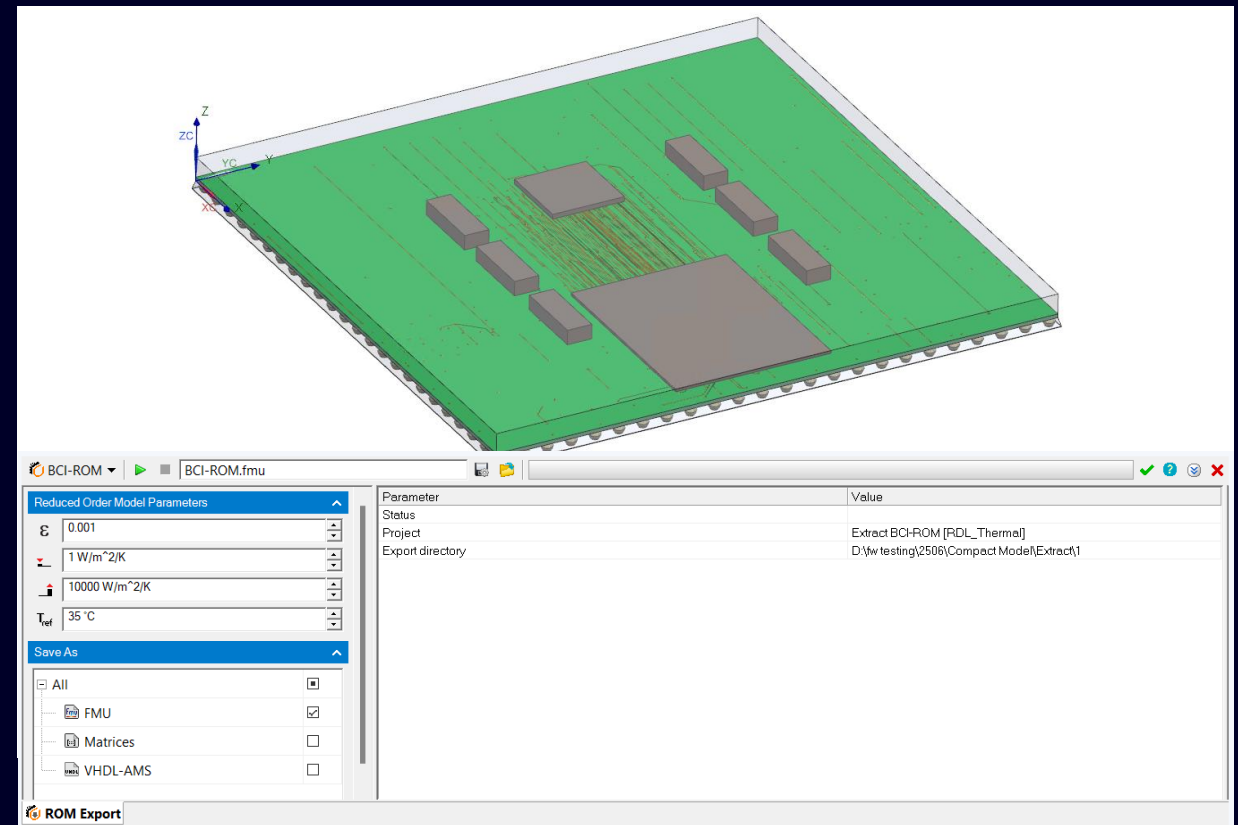 Z
ZC
YC Y
XC X
BCI-ROM BCI-ROM.fmu
Reduced Order Model Parameters
Parameter Value
Status
Project Extract BCI-ROM [RDL_Thermal]
Export directory D:\fw testing\2506\Compact Model\Extract\1
ε 0.001
1 W/m^2/K
10000 W/m^2/K
Tref 35 °C
Save As
All
Fmu FMU
Matrices
VHDL VHDL-AMS
ROM Export